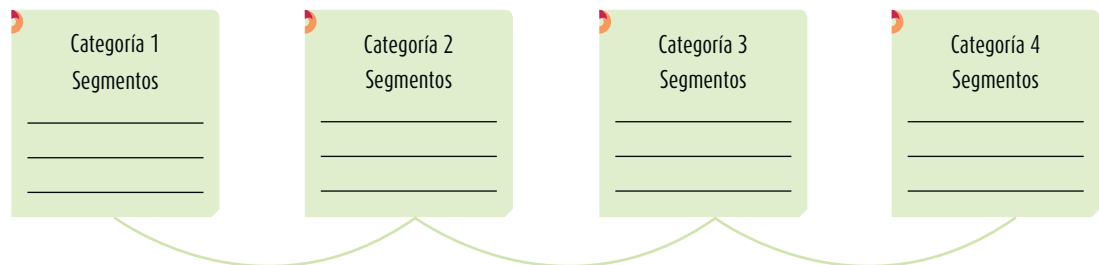 Categoría 1
Segmentos
Categoría 2
Segmentos
Categoría 3
Segmentos
Categoría 4
Segmentos